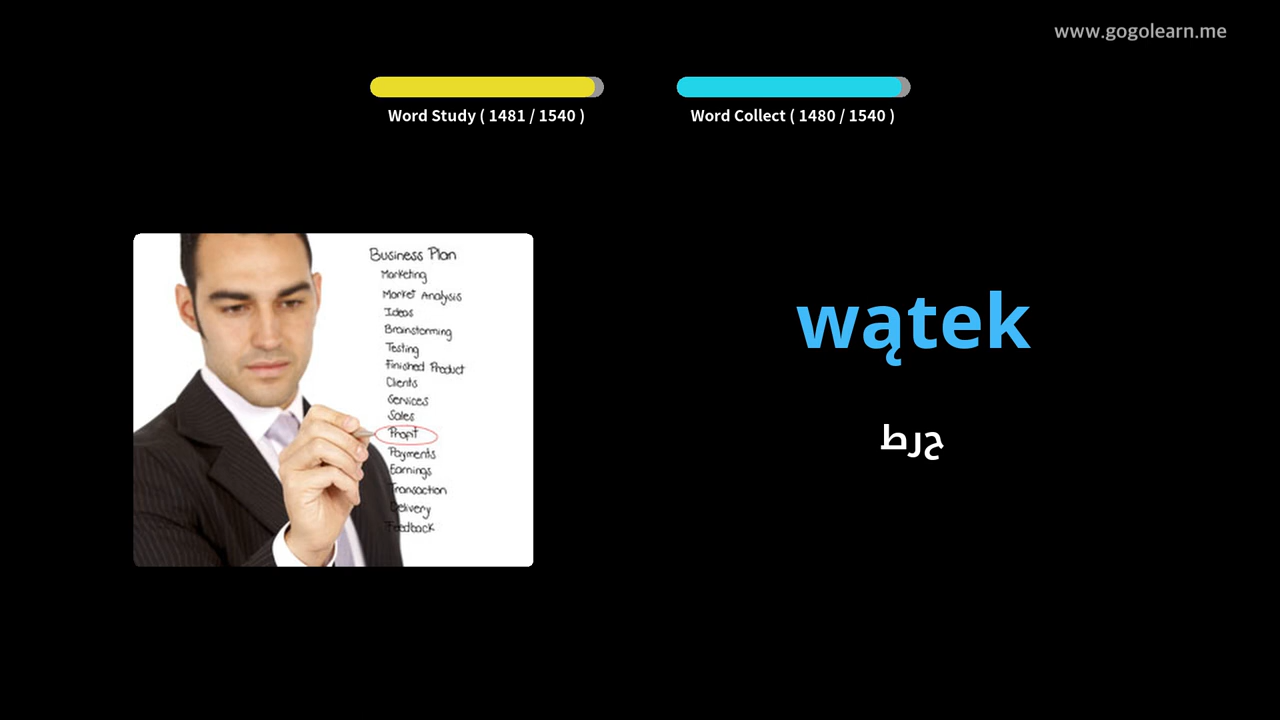 www.gogolearn.me
Word Study ( 1481 / 1540 )
Word Collect ( 1480 / 1540 )
Business Plan
Marketing
Market Analysis
Ideas
Brainstorming
Testing
Finished Product
Clients
Services
Sales
Profit
Payments
Earnings
Transaction
Delivery
Feedback
wątek
طرح